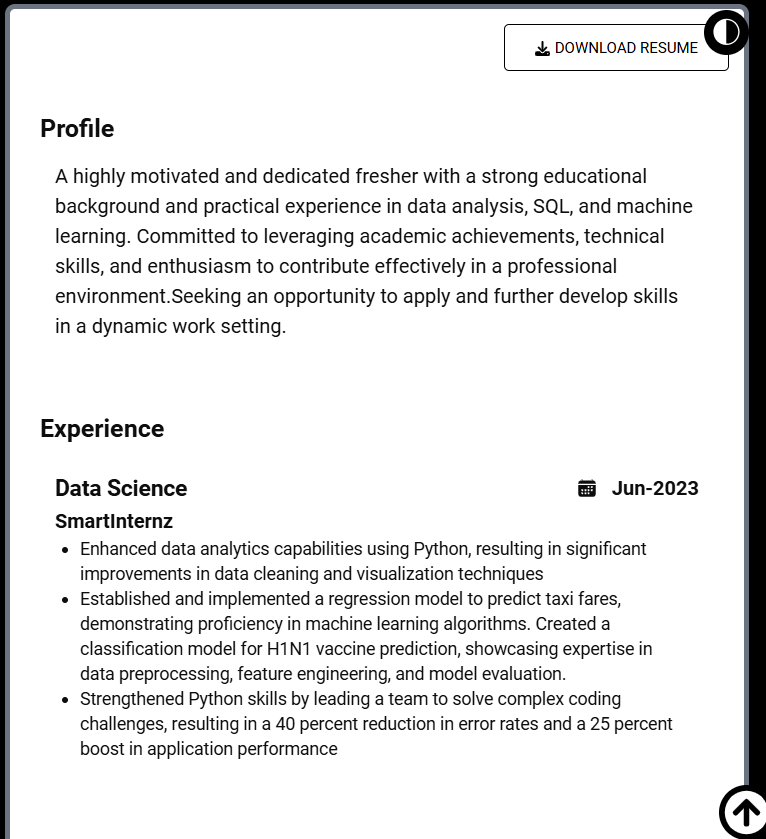 DOWNLOAD RESUME
Profile
A highly motivated and dedicated fresher with a strong educational
background and practical experience in data analysis, SQL, and machine
learning. Committed to leveraging academic achievements, technical
skills, and enthusiasm to contribute effectively in a professional
environment.Seeking an opportunity to apply and further develop skills
in a dynamic work setting.
Experience
Data Science
Jun-2023
SmartInternz
• Enhanced data analytics capabilities using Python, resulting in significant
improvements in data cleaning and visualization techniques
• Established and implemented a regression model to predict taxi fares,
demonstrating proficiency in machine learning algorithms. Created a
classification model for H1N1 vaccine prediction, showcasing expertise in
data preprocessing, feature engineering, and model evaluation.
• Strengthened Python skills by leading a team to solve complex coding
challenges, resulting in a 40 percent reduction in error rates and a 25 percent
boost in application performance